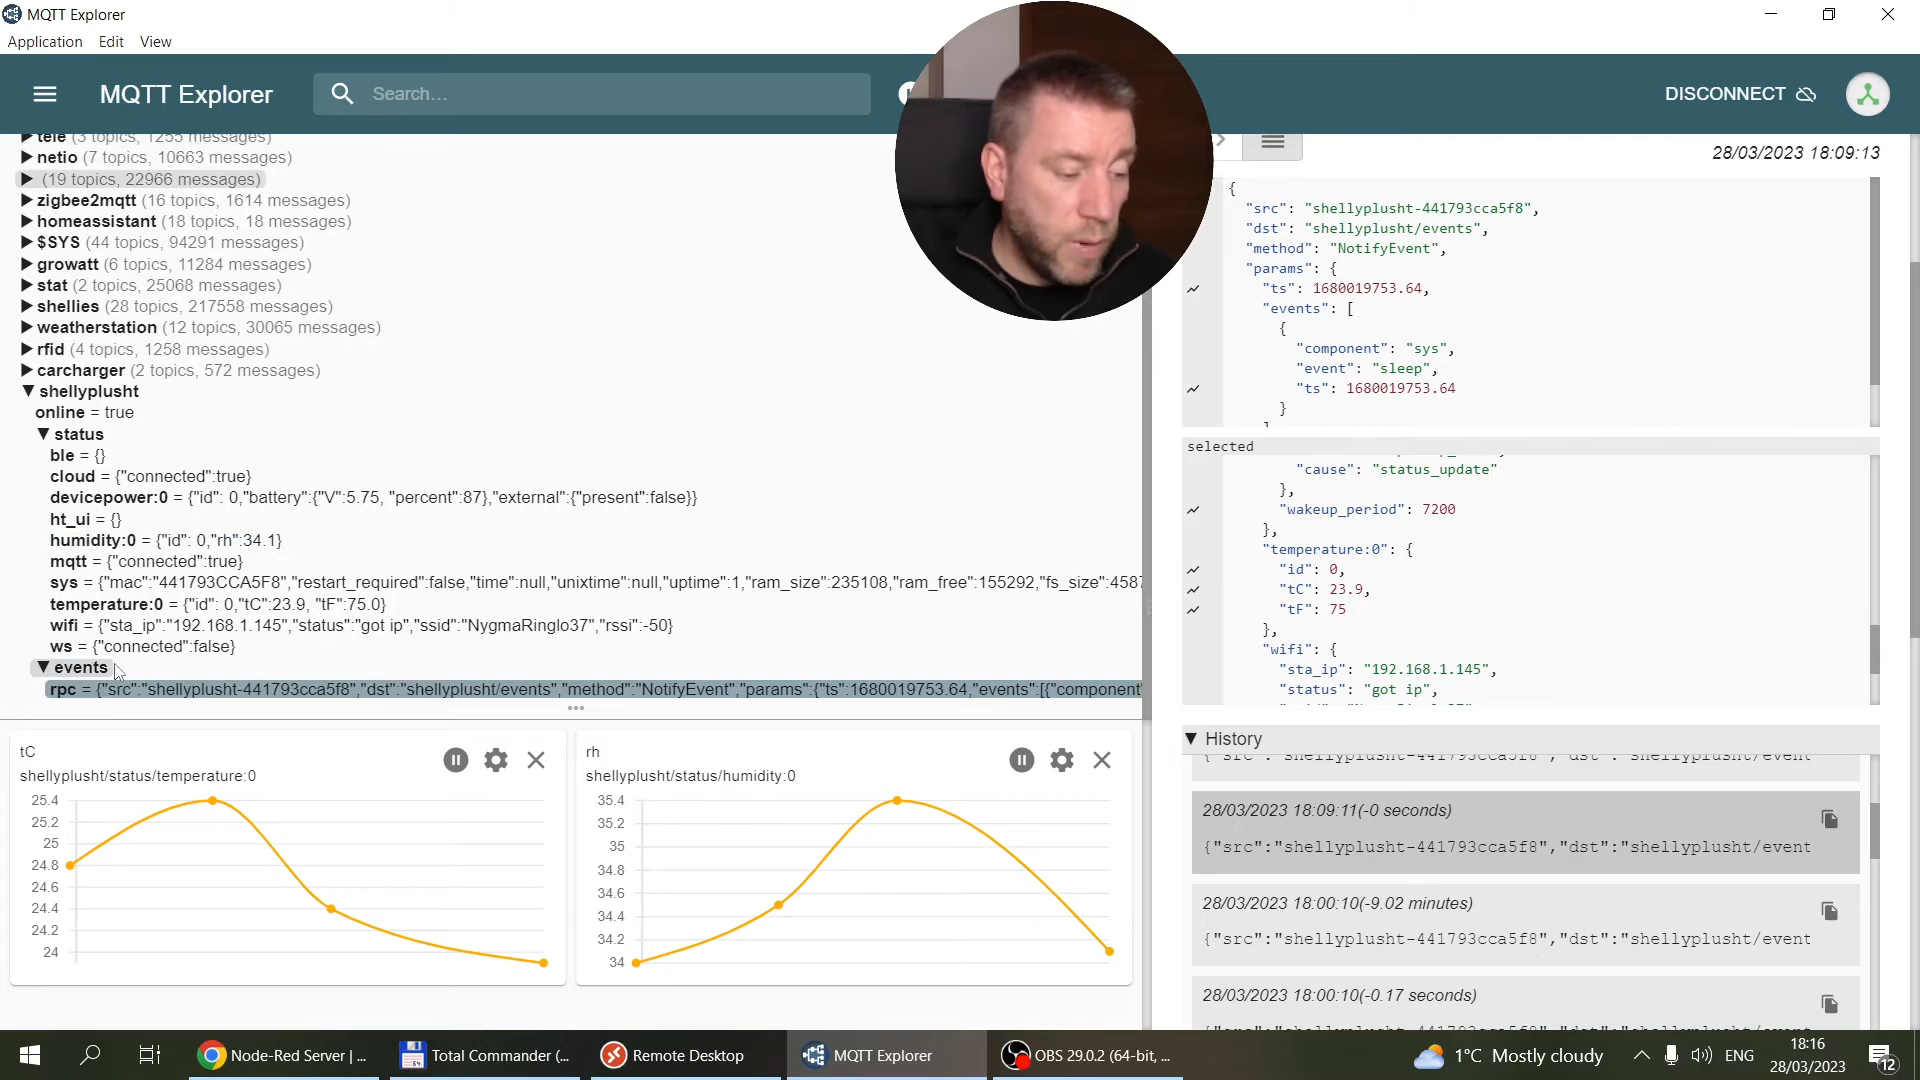 MQTT Explorer
Application Edit View
MQTT Explorer
Search...
DISCONNECT
tele (3 topics, 1255 messages)
netio (7 topics, 10663 messages)
(19 topics, 22966 messages)
zigbee2mqtt (16 topics, 1614 messages)
homeassistant (18 topics, 18 messages)
$SYS (44 topics, 94291 messages)
growatt (6 topics, 11284 messages)
stat (2 topics, 25068 messages)
shellies (28 topics, 217558 messages)
weatherstation (12 topics, 30065 messages)
rfid (4 topics, 1258 messages)
carcharger (2 topics, 572 messages)
shellyplusht
online = true
status
ble = {}
cloud = {"connected":true}
devicepower:0 = {"id": 0,"battery":{"V":5.75, "percent":87},"external":{"present":false}}
ht_ui = {}
humidity:0 = {"id": 0,"rh":34.1}
mqtt = {"connected":true}
sys = {"mac":"441793CCA5F8","restart_required":false,"time":null,"unixtime":null,"uptime":1,"ram_size":235108,"ram_free":155292,"fs_size":4587
temperature:0 = {"id": 0,"tC":23.9, "tF":75.0}
wifi = {"sta_ip":"192.168.1.145","status":"got ip","ssid":"NygmaRinglo37","rssi":-50}
ws = {"connected":false}
events
rpc = {"src":"shellyplusht-441793cca5f8","dst":"shellyplusht/events","method":"NotifyEvent","params":{"ts":1680019753.64,"events":[{"component"
tC
shellyplusht/status/temperature:0
25.4
25.2
25
24.8
24.6
24.4
24.2
24
rh
shellyplusht/status/humidity:0
35.4
35.2
35
34.8
34.6
34.4
34.2
34
28/03/2023 18:09:13
{
"src": "shellyplusht-441793cca5f8",
"dst": "shellyplusht/events",
"method": "NotifyEvent",
"params": {
"ts": 1680019753.64,
"events": [
{
"component": "sys",
"event": "sleep",
"ts": 1680019753.64
}
selected
"cause": "status_update"
},
"wakeup_period": 7200
},
"temperature:0": {
"id": 0,
"tC": 23.9,
"tF": 75
},
"wifi": {
"sta_ip": "192.168.1.145",
"status": "got ip",
History
{"src":"shellyplusht-441793cca5f8","dst":"shellyplusht/event
28/03/2023 18:09:11(-0 seconds)
{"src":"shellyplusht-441793cca5f8","dst":"shellyplusht/event
28/03/2023 18:00:10(-9.02 minutes)
{"src":"shellyplusht-441793cca5f8","dst":"shellyplusht/event
28/03/2023 18:00:10(-0.17 seconds)
Node-Red Server | ...
Total Commander (...
Remote Desktop
MQTT Explorer
OBS 29.0.2 (64-bit, ...
1°C Mostly cloudy
ENG
18:16
28/03/2023
12